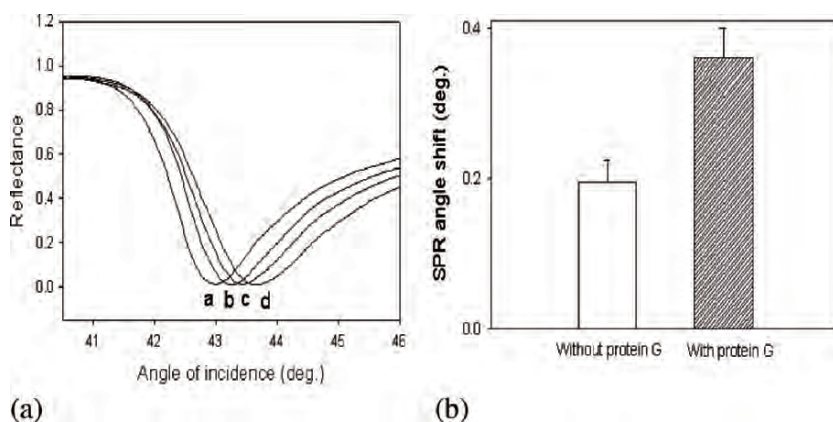 1.2
1.0
0.8
0.6
0.4
0.2
0.0
Reflectance
a b c d
41 42 43 44 45 46
Angle of incidence (deg.)
(a)
0.4
0.2
0.0
SPR angle shift (deg.)
Without protein G With protein G
(b)